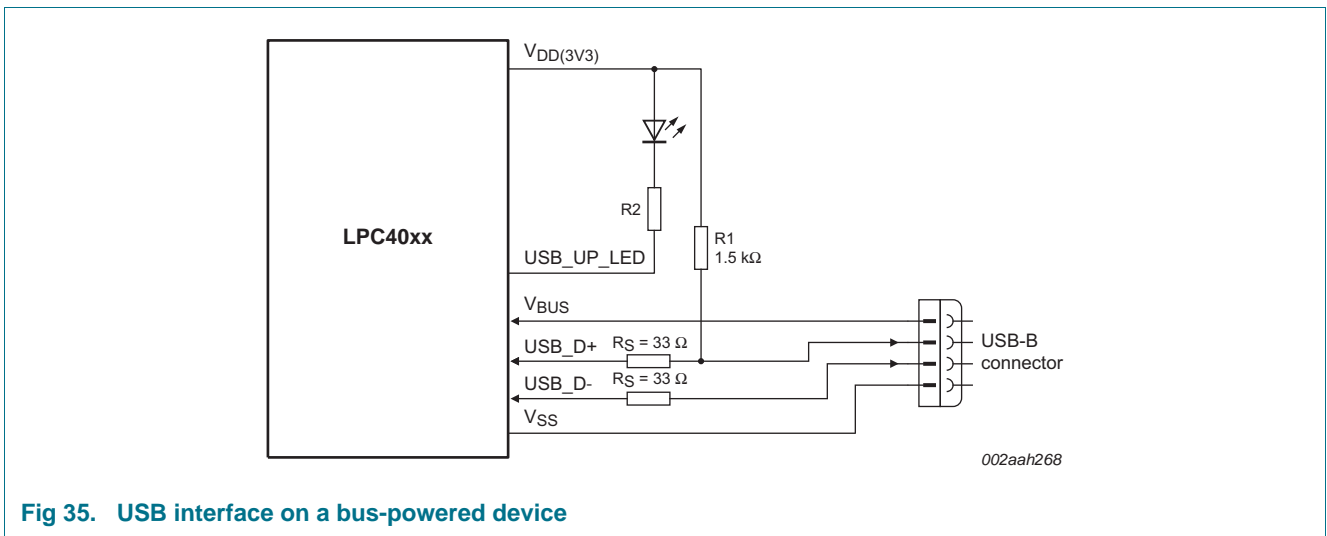 VDD(3V3)
R2
LPC40xx
R1
1.5 kΩ
USB_UP_LED
VBUS
USB_D+ RS = 33 Ω
USB_D- RS = 33 Ω
VSS
USB-B
connector
002aah268
Fig 35. USB interface on a bus-powered device